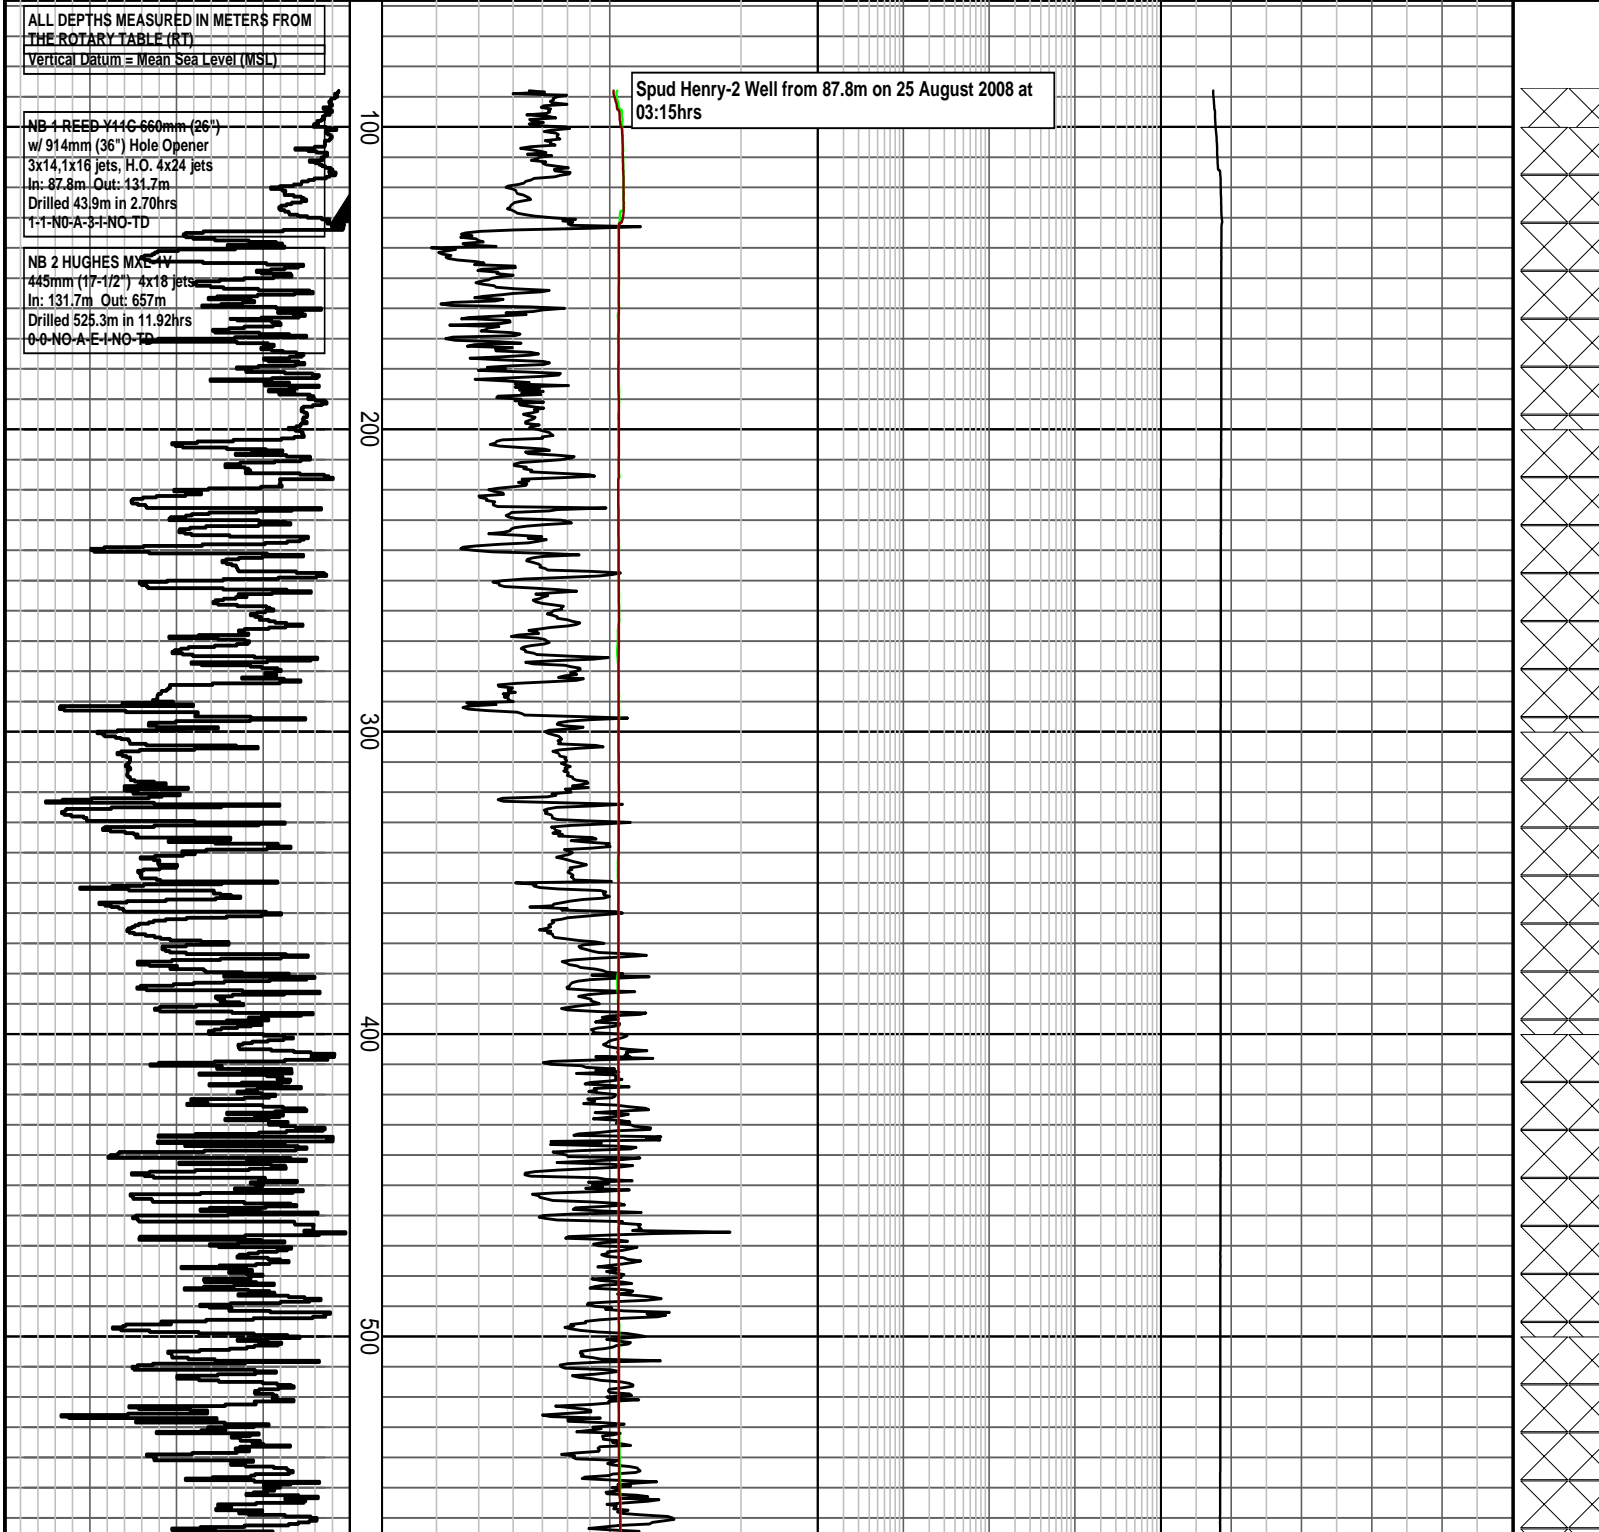 ALL DEPTHS MEASURED IN METERS FROM
THE ROTARY TABLE (RT)
Vertical Datum = Mean Sea Level (MSL)
Spud Henry-2 Well from 87.8m on 25 August 2008 at
03:15hrs
NB 1 REED Y11C 660mm (26")
w/ 914mm (36") Hole Opener
3x14,1x16 jets, H.O. 4x24 jets
In: 87.8m Out: 131.7m
Drilled 43.9m in 2.70hrs
1-1-N0-A-3-I-NO-TD
NB 2 HUGHES MXL-1V
445mm (17-1/2") 4x18 jets
In: 131.7m Out: 657m
Drilled 525.3m in 11.92hrs
0-0-NO-A-E-I-NO-TD
100
200
300
400
500